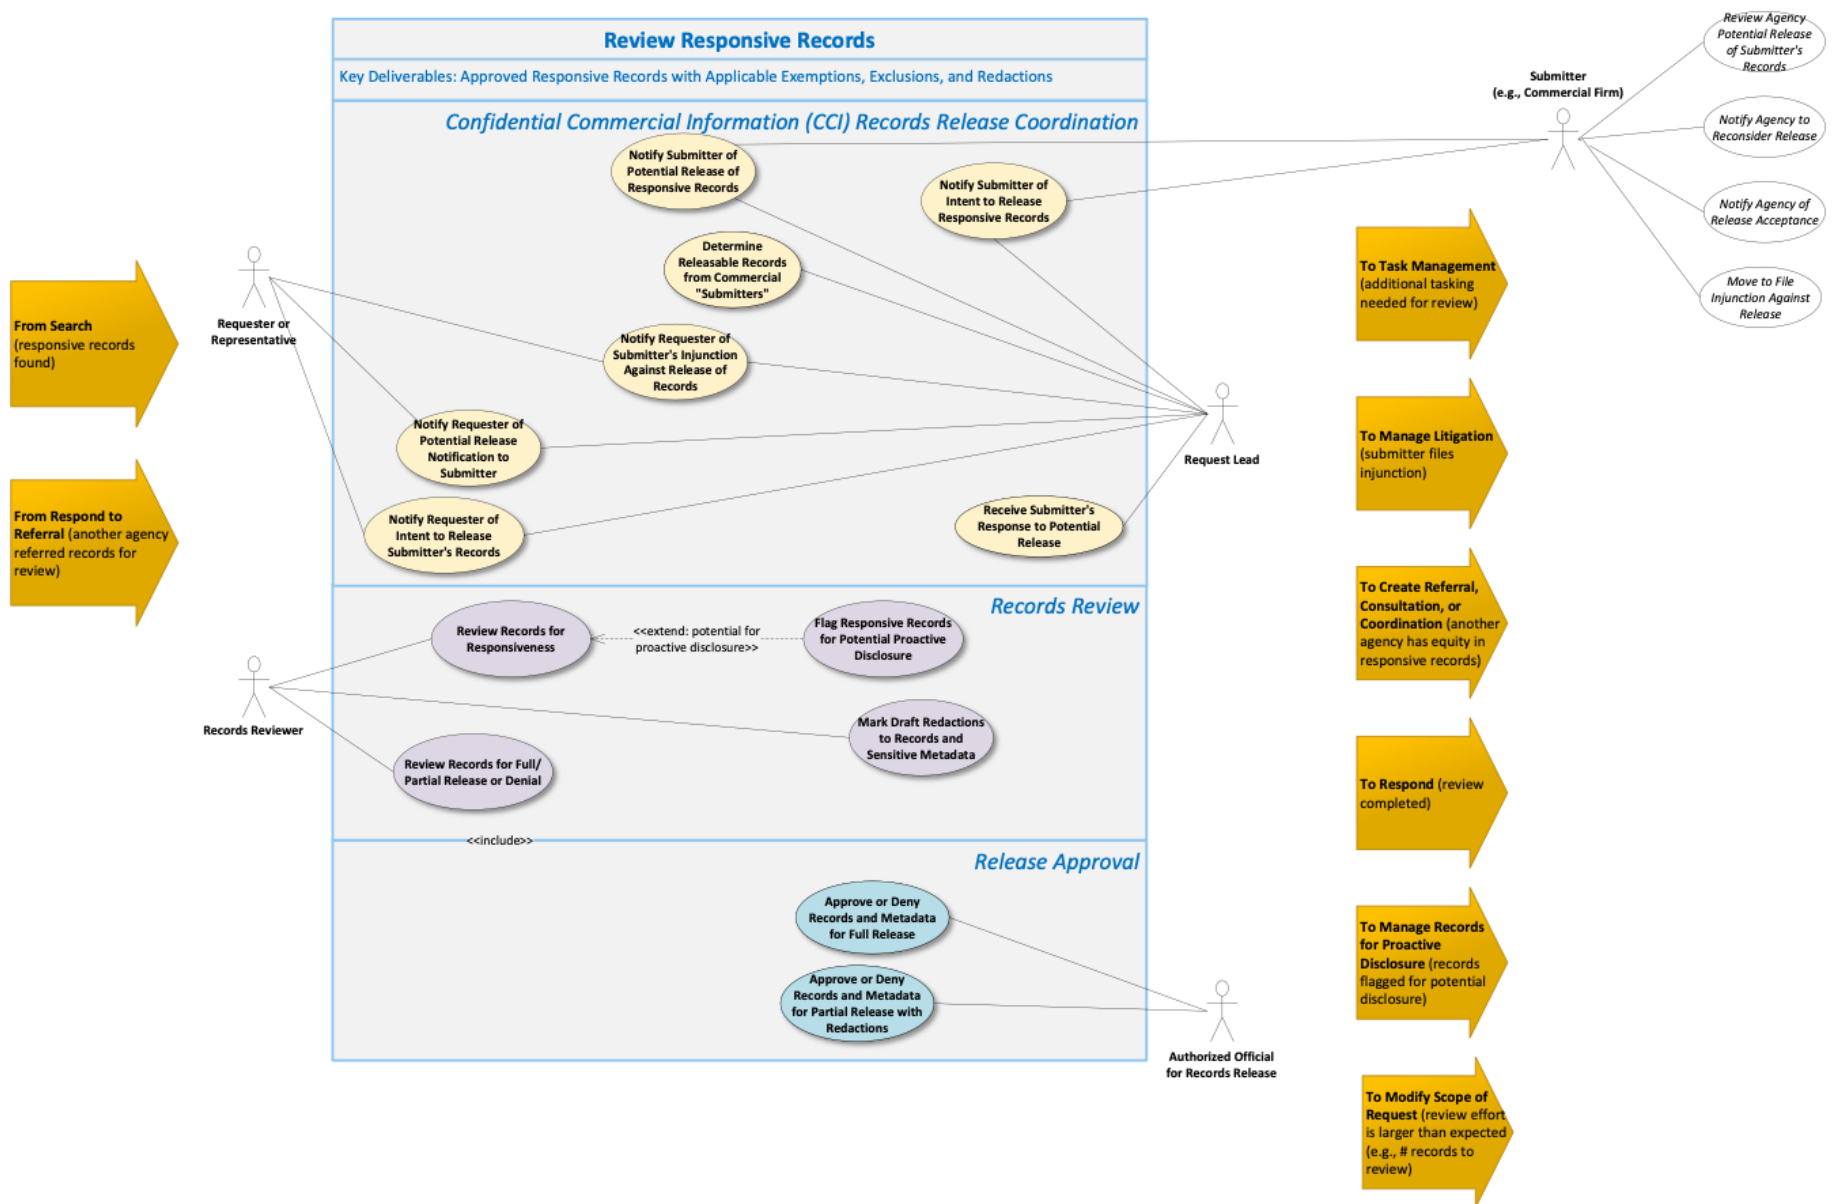 Review Responsive Records
Key Deliverables: Approved Responsive Records with Applicable Exemptions, Exclusions, and Redactions
Confidential Commercial Information (CCI) Records Release Coordination
Notify Submitter of
Potential Release of
Responsive Records
Notify Submitter of
Intent to Release
Responsive Records
Determine
Releasable Records
from Commercial
"Submitters"
Notify Requester of
Submitter's Injunction
Against Release of
Records
Notify Requester of
Potential Release
Notification to
Submitter
Notify Requester of
Intent to Release
Submitter's Records
Receive Submitter's
Response to Potential
Release
Requester or
Representative
Request Lead
Submitter
(e.g., Commercial Firm)
Review Agency
Potential Release
of Submitter's
Records
Notify Agency to
Reconsider Release
Notify Agency of
Release Acceptance
Move to File
Injunction Against
Release
From Search
(responsive records
found)
From Respond to
Referral (another agency
referred records for
review)
Records Review
Review Records for
Responsiveness
<<extend: potential for
proactive disclosure>>
Flag Responsive Records
for Potential Proactive
Disclosure
Mark Draft Redactions
to Records and
Sensitive Metadata
Review Records for Full/
Partial Release or Denial
Records Reviewer
<<include>>
Release Approval
Approve or Deny
Records and Metadata
for Full Release
Approve or Deny
Records and Metadata
for Partial Release with
Redactions
Authorized Official
for Records Release
To Task Management
(additional tasking
needed for review)
To Manage Litigation
(submitter files
injunction)
To Create Referral,
Consultation, or
Coordination (another
agency has equity in
responsive records)
To Respond (review
completed)
To Manage Records
for Proactive
Disclosure (records
flagged for potential
disclosure)
To Modify Scope of
Request (review effort
is larger than expected
(e.g., # records to
review)